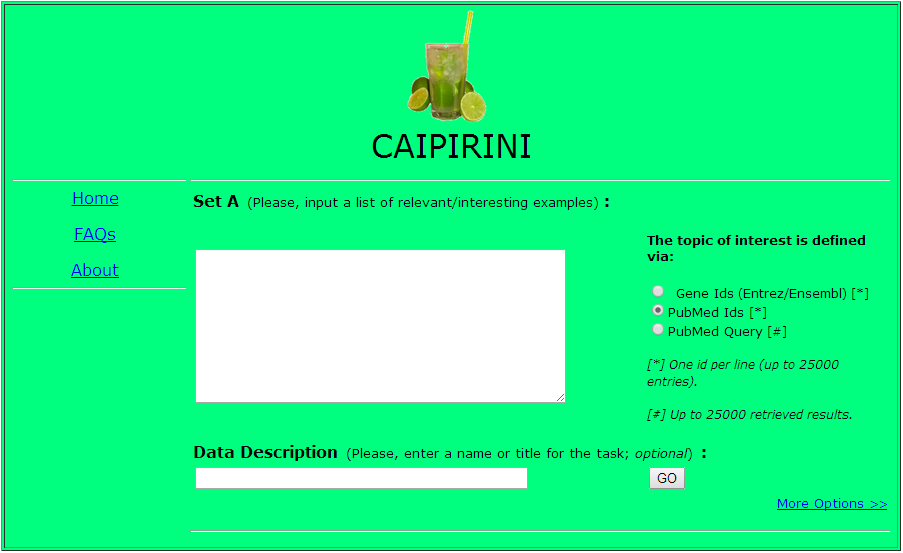 CAIPIRINI
Home
FAQs
About
Set A (Please, input a list of relevant/interesting examples) :
The topic of interest is defined
via:
Gene Ids (Entrez/Ensembl) [*]
PubMed Ids [*]
PubMed Query [#]
[*] One id per line (up to 25000
entries).
[#] Up to 25000 retrieved results.
Data Description (Please, enter a name or title for the task; optional) :
GO
More Options >>